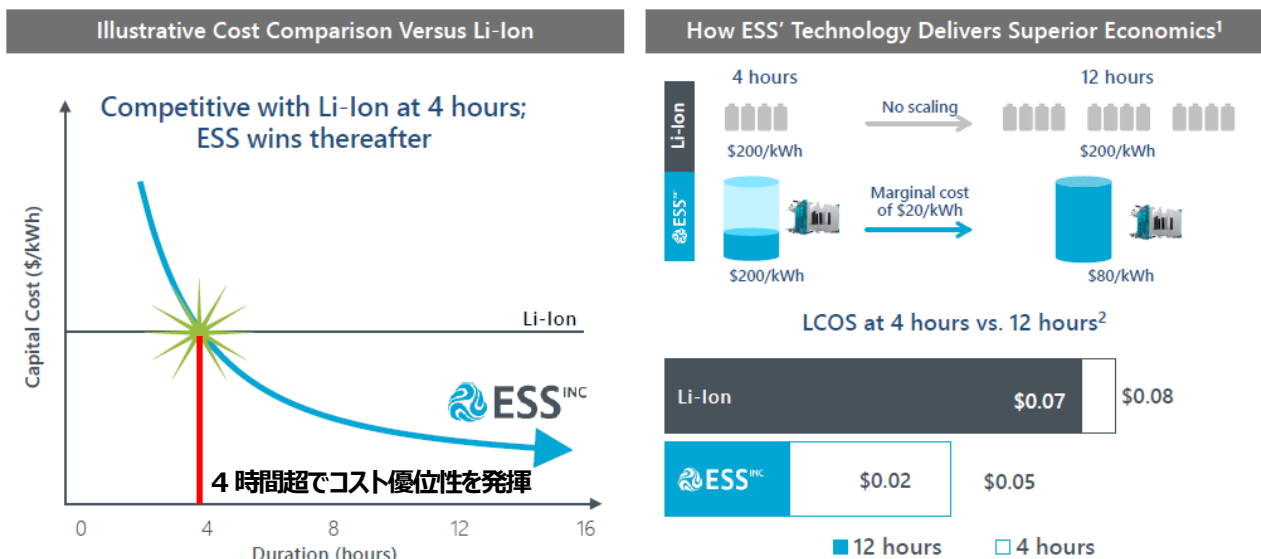 Illustrative Cost Comparison Versus Li-Ion
Competitive with Li-Ion at 4 hours;
ESS wins thereafter
Capital Cost ($/kWh)
Li-Ion
ESS INC
4 時間超でコスト優位性を発揮
0 4 8 12 16
Duration (hours)
How ESS' Technology Delivers Superior Economics1
4 hours 12 hours
Li-Ion
No scaling
$200/kWh $200/kWh
ESS INC
Marginal cost
of $20/kWh
$200/kWh $80/kWh
LCOS at 4 hours vs. 12 hours2
Li-Ion $0.07 $0.08
ESS INC $0.02 $0.05
12 hours 4 hours